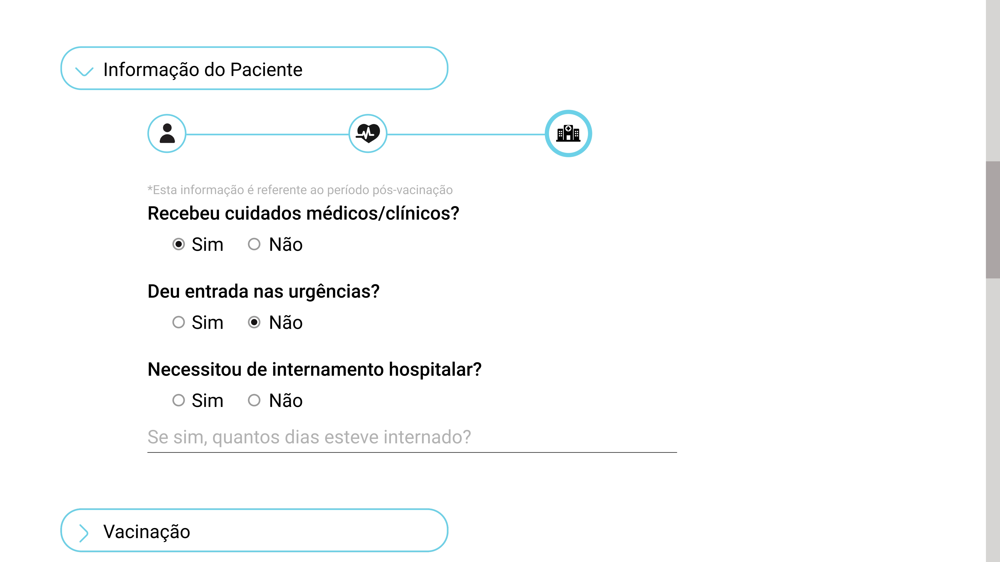 Informação do Paciente
*Esta informação é referente ao período pós-vacinação
Recebeu cuidados médicos/clínicos?
Sim Não
Deu entrada nas urgências?
Sim Não
Necessitou de internamento hospitalar?
Sim Não
Se sim, quantos dias esteve internado?
Vacinação